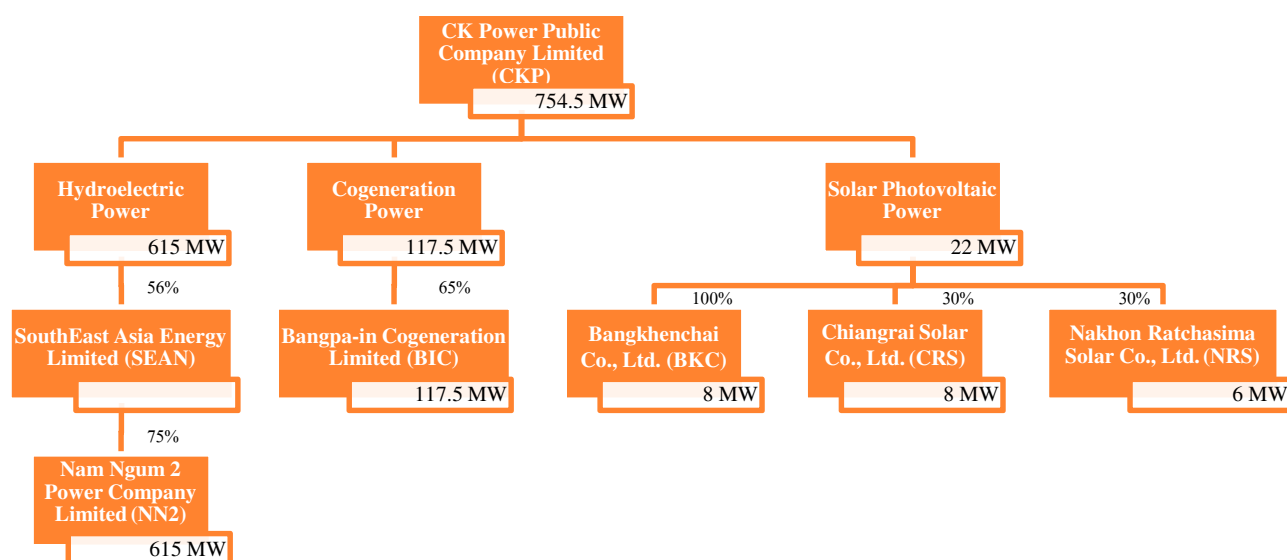 CK Power Public
Company Limited
(CKP)
754.5 MW
Hydroelectric
Power
615 MW
Cogeneration
Power
117.5 MW
Solar Photovoltaic
Power
22 MW
56%
65%
100%
30%
30%
SouthEast Asia Energy
Limited (SEAN)
Bangpa-in Cogeneration
Limited (BIC)
117.5 MW
Bangkhenchai
Co., Ltd. (BKC)
8 MW
Chiangrai Solar
Co., Ltd. (CRS)
8 MW
Nakhon Ratchasima
Solar Co., Ltd. (NRS)
6 MW
75%
Nam Ngum 2
Power Company
Limited (NN2)
615 MW